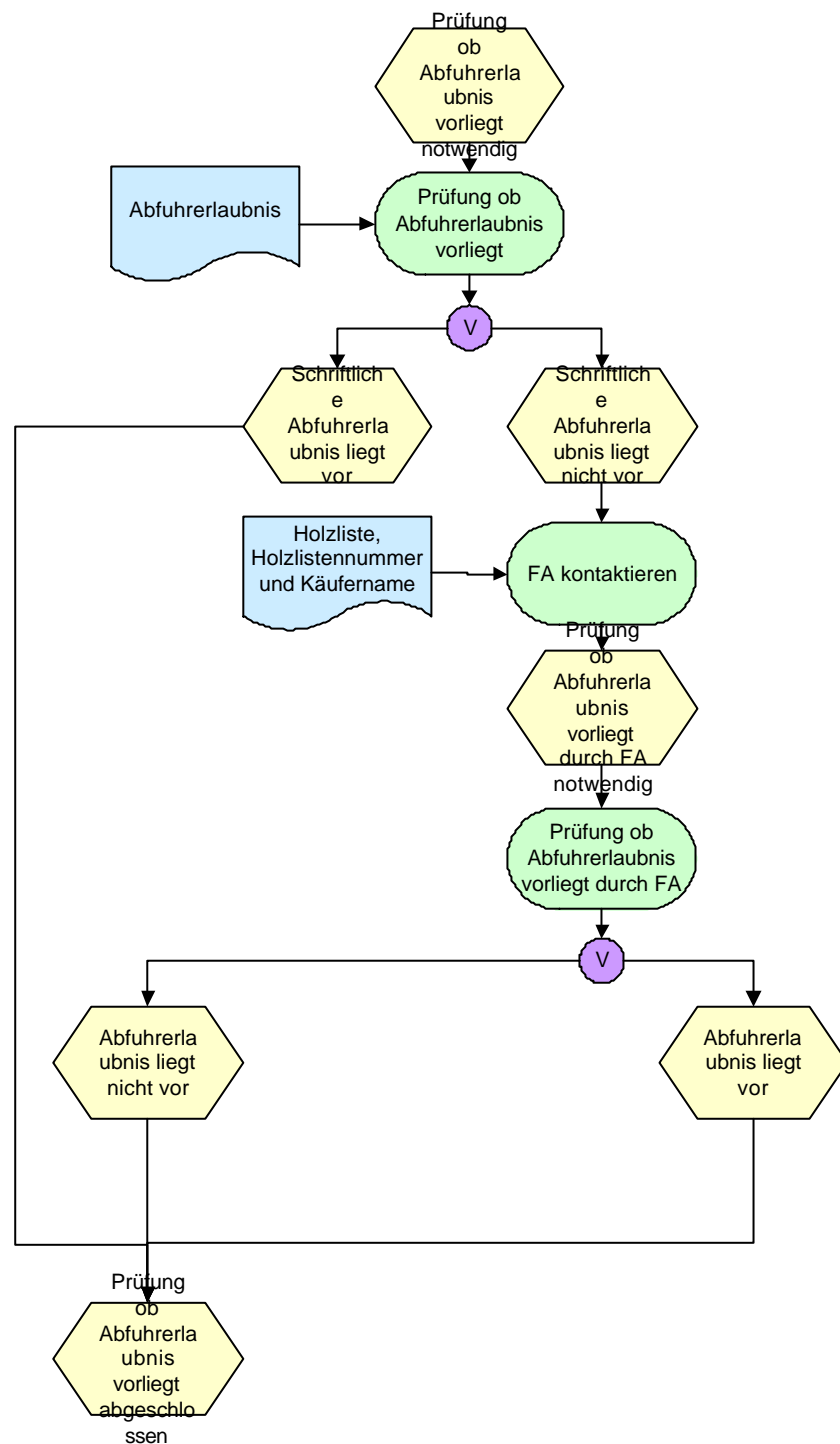 Prüfung
ob
Abfuhrerla
ubnis
vorliegt
notwendig
Abfuhrerlaubnis
Prüfung ob
Abfuhrerlaubnis
vorliegt
V
Schriftlich
e
Abfuhrerla
ubnis liegt
vor
Schriftlich
e
Abfuhrerla
ubnis liegt
nicht vor
Holzliste,
Holzlistennummer
und Käufername
FA kontaktieren
Prüfung
ob
Abfuhrerla
ubnis
vorliegt
durch FA
notwendig
Prüfung ob
Abfuhrerlaubnis
vorliegt durch FA
V
Abfuhrerla
ubnis liegt
nicht vor
Abfuhrerla
ubnis liegt
vor
Prüfung
ob
Abfuhrerla
ubnis
vorliegt
abgeschlo
ssen